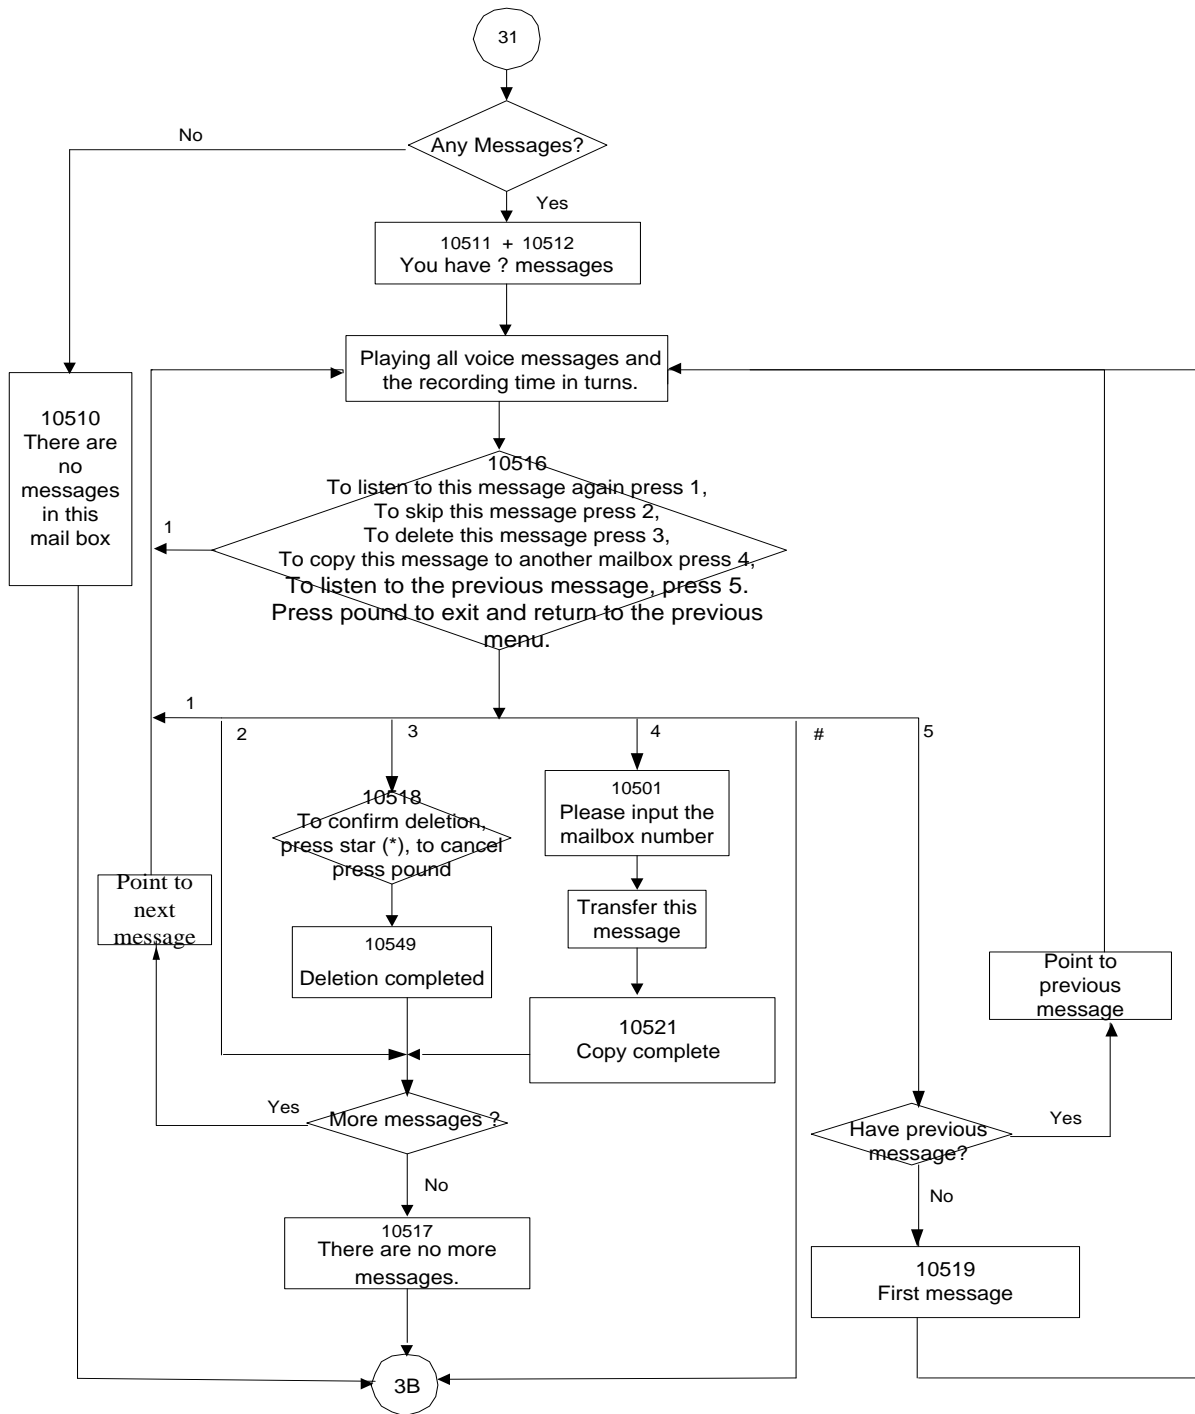 31
Any Messages?
No
Yes
10511 + 10512
You have ? messages
Playing all voice messages and
the recording time in turns.
10510
There are
no
messages
in this
mail box
10516
To listen to this message again press 1,
To skip this message press 2,
To delete this message press 3,
To copy this message to another mailbox press 4,
To listen to the previous message, press 5.
Press pound to exit and return to the previous
menu.
1
1
2
3
4
#
5
10518
To confirm deletion,
press star (*), to cancel
press pound
10501
Please input the
mailbox number
Point to
next
message
Transfer this
message
10549
Deletion completed
Point to
previous
message
10521
Copy complete
Yes
More messages ?
Have previous
message?
Yes
No
No
10517
There are no more
messages.
10519
First message
3B